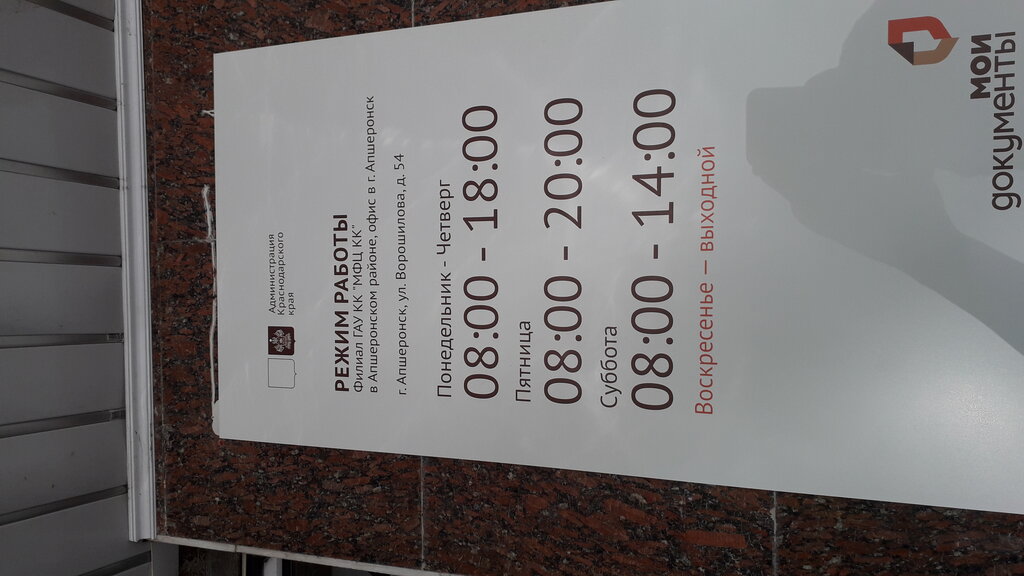 Администрация
Краснодарского
края
РЕЖИМ РАБОТЫ
Филиал ГАУ КК "МФЦ КК"
в Апшеронском районе, офис в г. Апшеронск
г. Апшеронск, ул. Ворошилова, д. 54
Понедельник - Четверг
08:00 - 18:00
Пятница
08:00 - 20:00
Суббота
08:00 - 14:00
Воскресенье – выходной
мои
документы